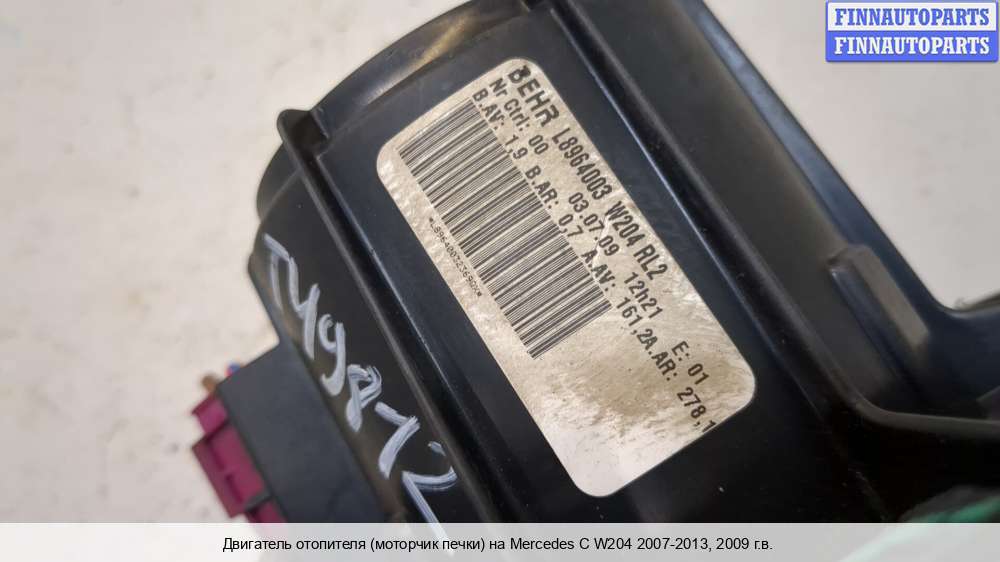 FINNAUTOPARTS
FINNAUTOPARTS
BEHR L8964003 W204 RL2
Nr Ctrl: 00 03.07.09 12h21 E: 01
B.AV: 1,9 B.AR: 0,7 A.AV: 161,2A.AR: 278,1
Двигатель отопителя (моторчик печки) на Mercedes C W204 2007-2013, 2009 г.в.